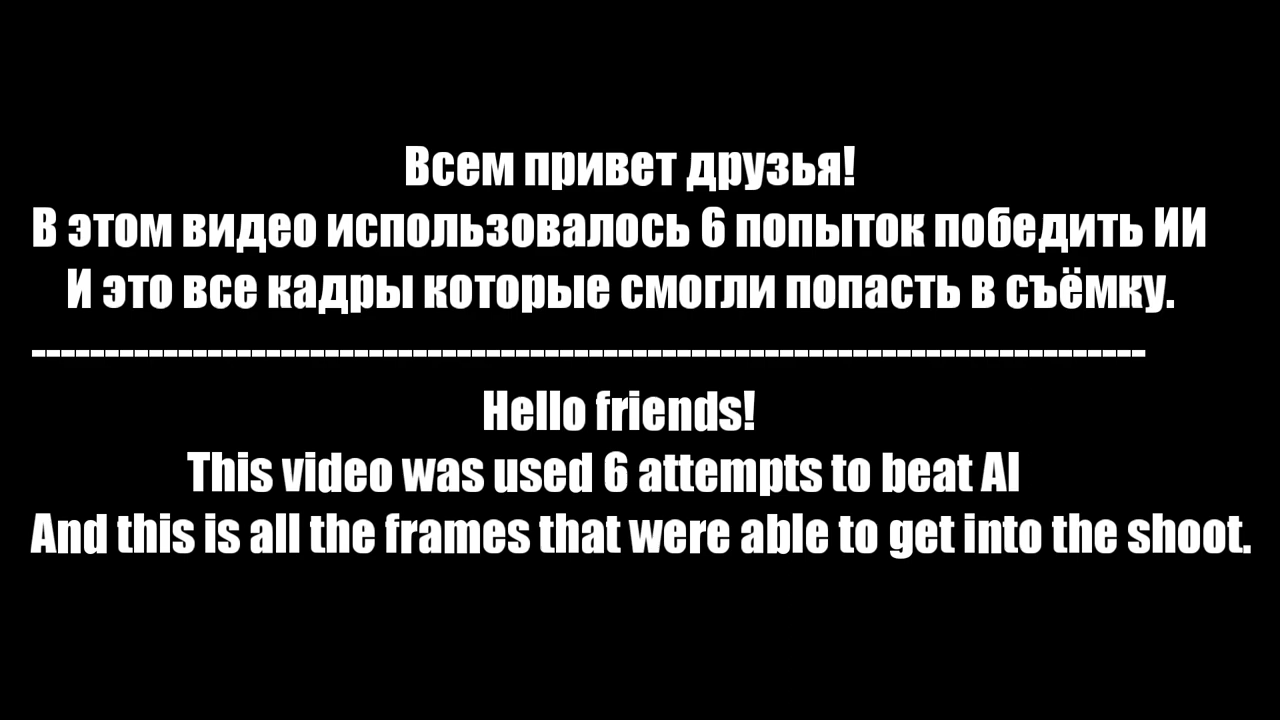 Всем привет друзья!
В этом видео использовалось 6 попыток победить ИИ
И это все кадры которые смогли попасть в съёмку.
----------------------------------------------------------------------------
Hello friends!
This video was used 6 attempts to beat AI
And this is all the frames that were able to get into the shoot.